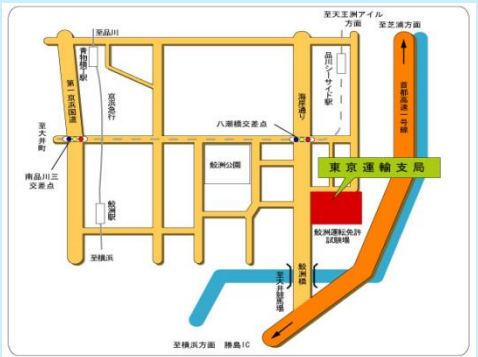 至品川
至天王洲アイル
方面
至芝浦方面
青物横丁駅
品川シーサイド駅
第一京浜国道
京浜急行
海岸通り
首都高速一号線
八潮橋交差点
至大井町
南品川三
交差点
鮫洲公園
東京運輸支局
鮫洲駅
鮫洲運転免許
試験場
至横浜
鮫洲橋
至大井競馬場
至横浜方面 勝島IC